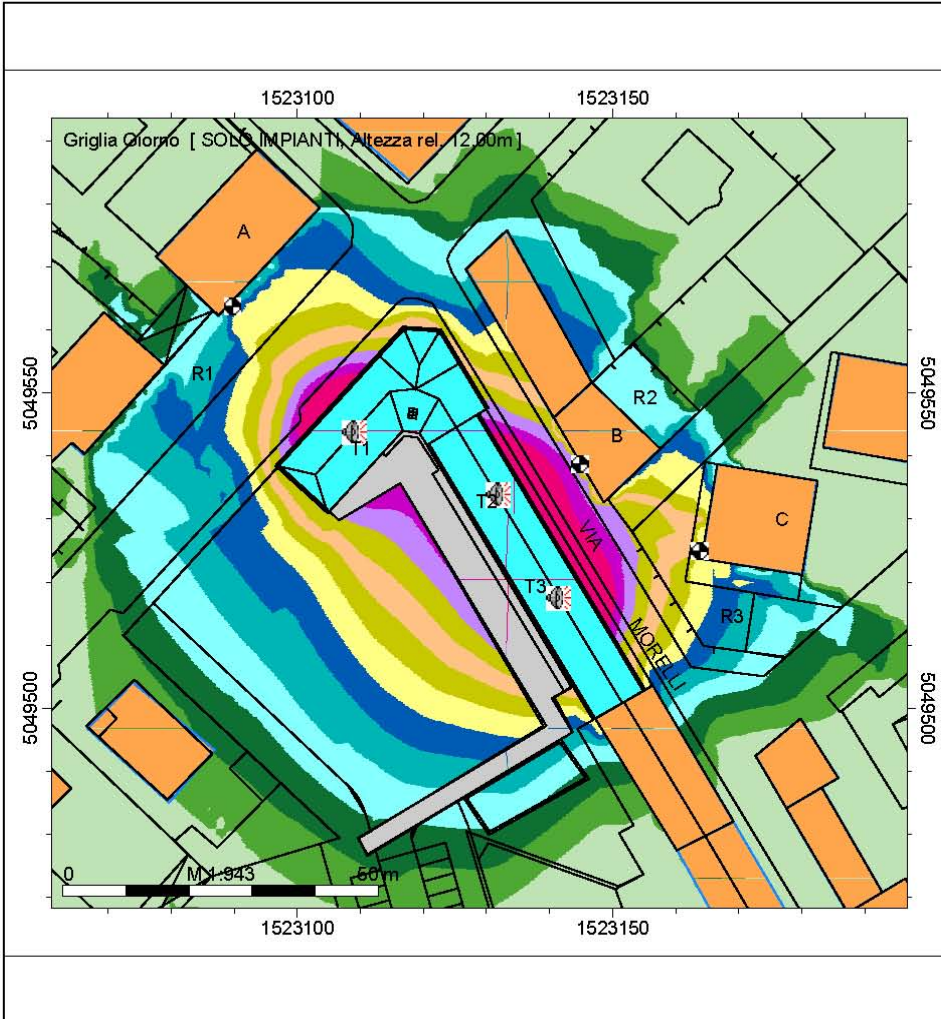 1523100 1523150
Griglia Giorno [ SOLO IMPIANTI, Altezza rel. 12.00m ]
A
R1
5049550
5049550
R2
B
T1
T2
C
VIA
T3
R3
MORELLI
5049500
5049500
0 M 1:943 50 m
1523100 1523150